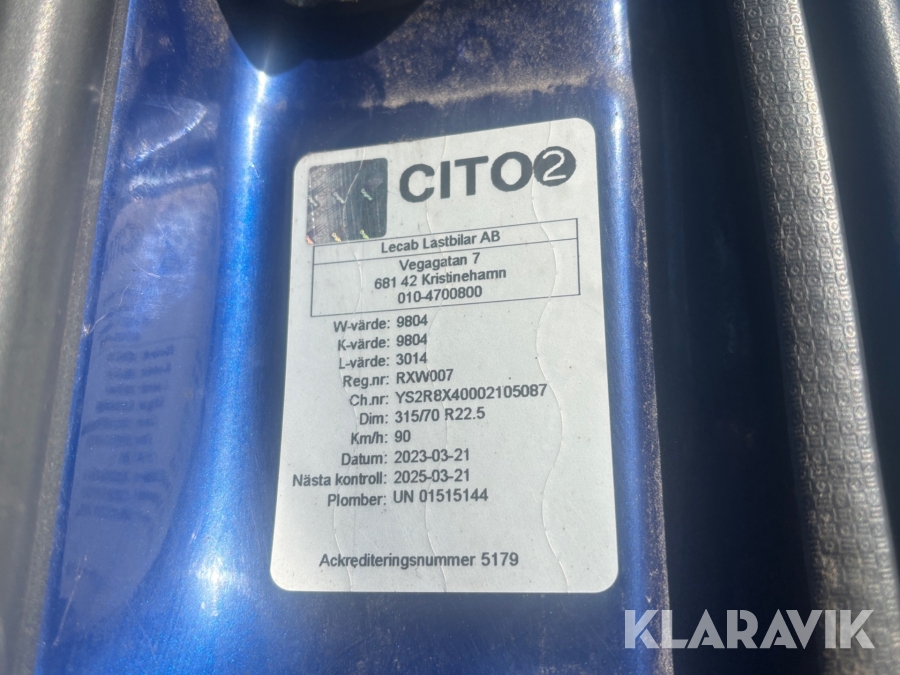 CITO2
Lecab Lastbilar AB
Vegagatan 7
681 42 Kristinehamn
010-4700800
W-värde: 9804
K-värde: 9804
L-värde: 3014
Reg.nr: RXW007
Ch.nr: YS2R8X40002105087
Dim: 315/70 R22.5
Km/h: 90
Datum: 2023-03-21
Nästa kontroll: 2025-03-21
Plomber: UN 01515144
Ackrediteringsnummer 5179
KLARAVIK